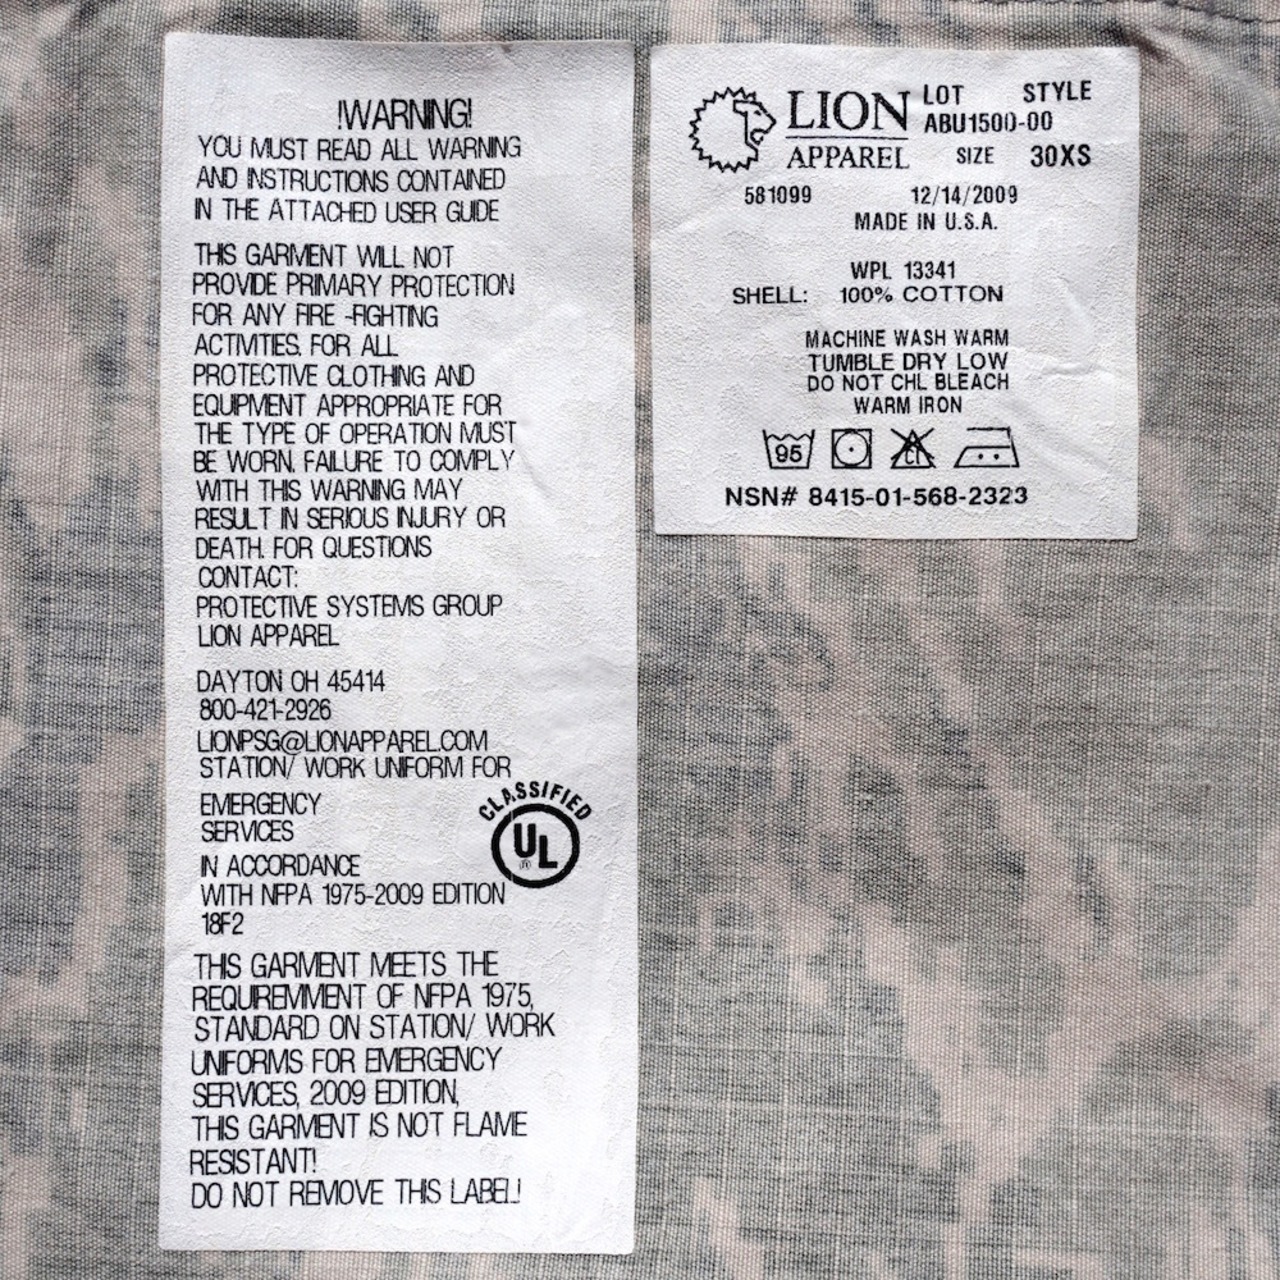 !WARNING!
YOU MUST READ ALL WARNING
AND INSTRUCTIONS CONTAINED
IN THE ATTACHED USER GUIDE
THIS GARMENT WILL NOT
PROVIDE PRIMARY PROTECTION
FOR ANY FIRE -FIGHTING
ACTIVITIES. FOR ALL
PROTECTIVE CLOTHING AND
EQUIPMENT APPROPRIATE FOR
THE TYPE OF OPERATION MUST
BE WORN. FAILURE TO COMPLY
WITH THIS WARNING MAY
RESULT IN SERIOUS INJURY OR
DEATH. FOR QUESTIONS
CONTACT:
PROTECTIVE SYSTEMS GROUP
LION APPAREL
DAYTON OH 45414
800-421-2926
LIONPSG@LIONAPPAREL.COM
STATION/ WORK UNIFORM FOR
EMERGENCY
SERVICES
CLASSIFIED
UL
®
IN ACCORDANCE
WITH NFPA 1975-2009 EDITION
18F2
THIS GARMENT MEETS THE
REQUIREMMENT OF NFPA 1975,
STANDARD ON STATION/ WORK
UNIFORMS FOR EMERGENCY
SERVICES, 2009 EDITION,
THIS GARMENT IS NOT FLAME
RESISTANT!
DO NOT REMOVE THIS LABEL!
LION
APPAREL
LOT STYLE
ABU1500-00
SIZE 30XS
581099 12/14/2009
MADE IN U.S.A.
WPL 13341
SHELL: 100% COTTON
MACHINE WASH WARM
TUMBLE DRY LOW
DO NOT CHL BLEACH
WARM IRON
95 cl
NSN# 8415-01-568-2323